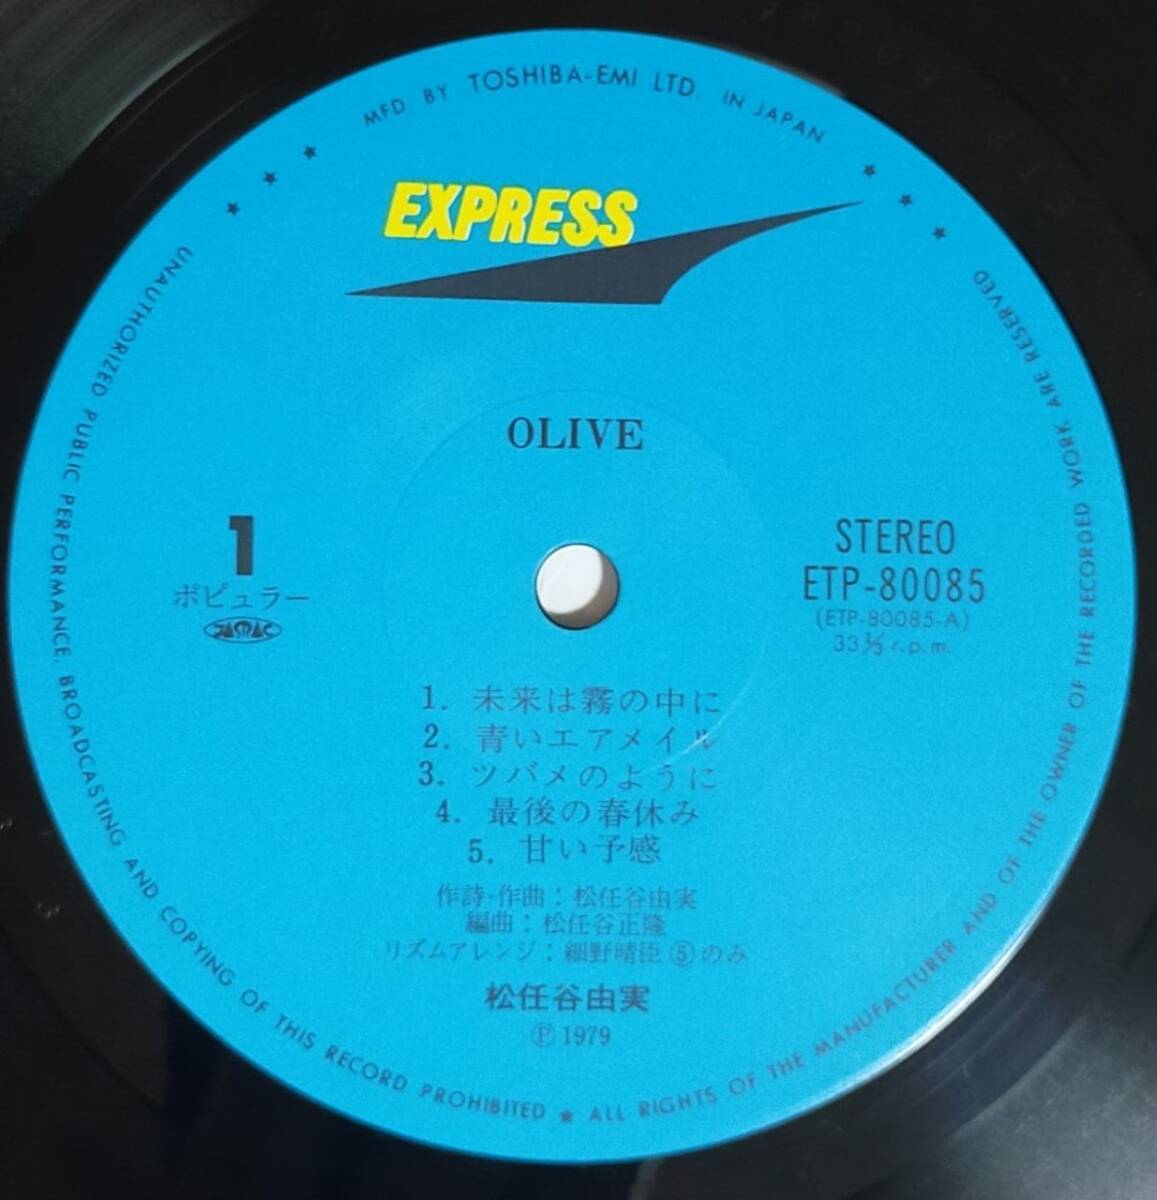 MFD. BY TOSHIBA-EMI LTD. IN JAPAN
EXPRESS
OLIVE
1
ポピュラー
STEREO
ETP-80085
(ETP-80085-A)
33⅓ r.p.m.
1. 未来は霧の中に
2. 青いエアメイル
3. ツバメのように
4. 最後の春休み
5. 甘い予感
作詩・作曲：松任谷由実
編曲：松任谷正隆
リズムアレンジ：細野晴臣 ⑤のみ
松任谷由実
Ⓟ 1979
UNAUTHORIZED PUBLIC PERFORMANCE, BROADCASTING AND COPYING OF THIS RECORD PROHIBITED ★ ALL RIGHTS OF THE MANUFACTURER AND OF THE OWNER OF THE RECORDED WORK ARE RESERVED